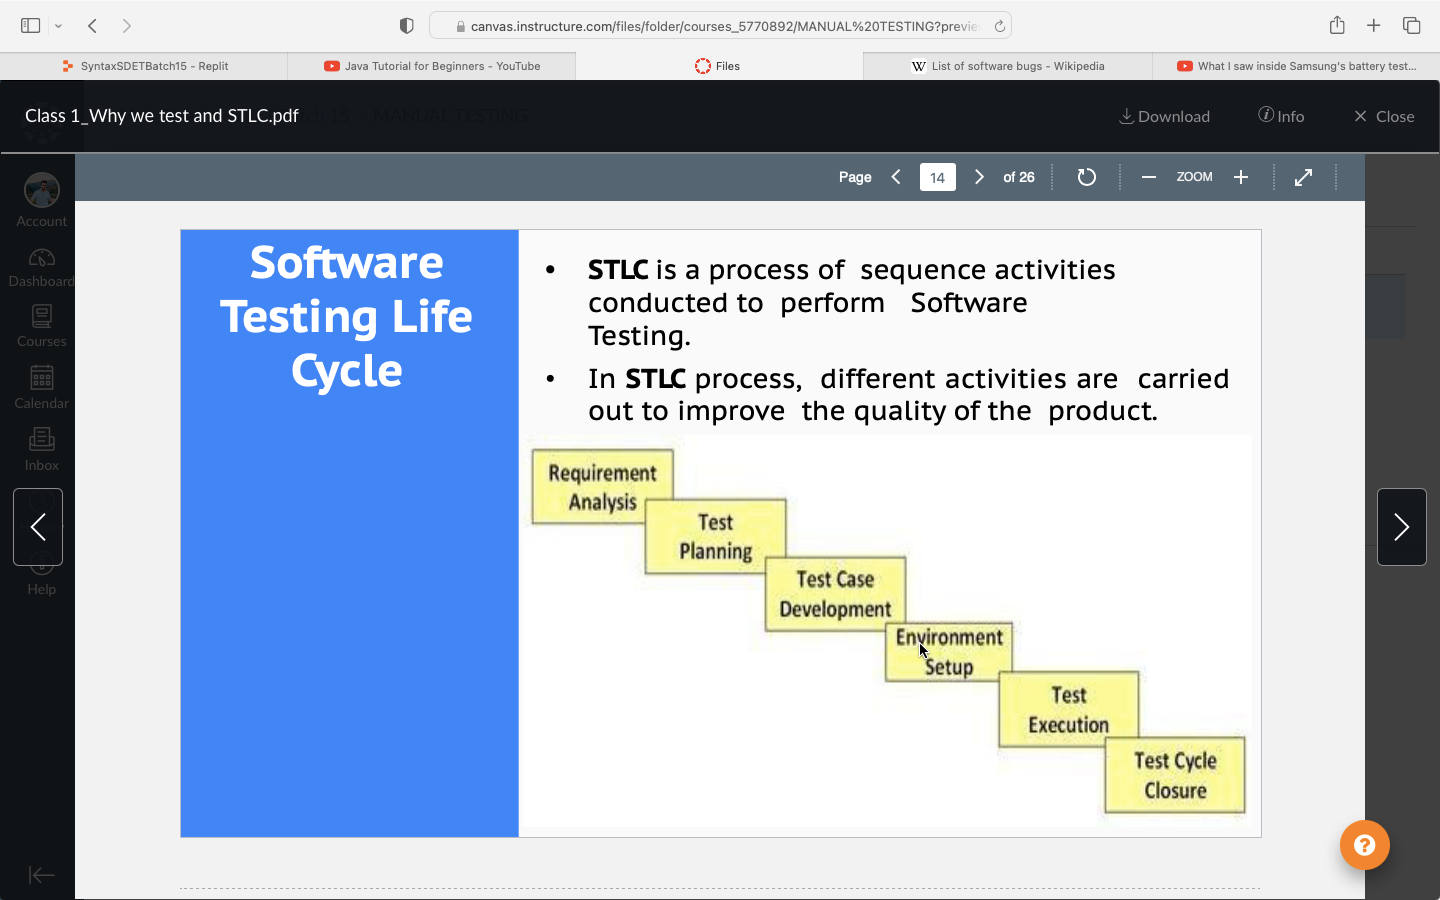 canvas.instructure.com/files/folder/courses_5770892/MANUAL%20TESTING?previe
SyntaxSDETBatch15 - Replit
Java Tutorial for Beginners - YouTube
Files
W List of software bugs - Wikipedia
What I saw inside Samsung's battery test...
Class 1_Why we test and STLC.pdf
ch 15
MANUAL TESTING
Download
Info
Close
Page
14
of 26
ZOOM
Account
Dashboard
Courses
Calendar
Inbox
Help
Software
Testing Life
Cycle
• STLC is a process of sequence activities
conducted to perform Software
Testing.
• In STLC process, different activities are carried
out to improve the quality of the product.
Requirement
Analysis
Test
Planning
Test Case
Development
Environment
Setup
Test
Execution
Test Cycle
Closure